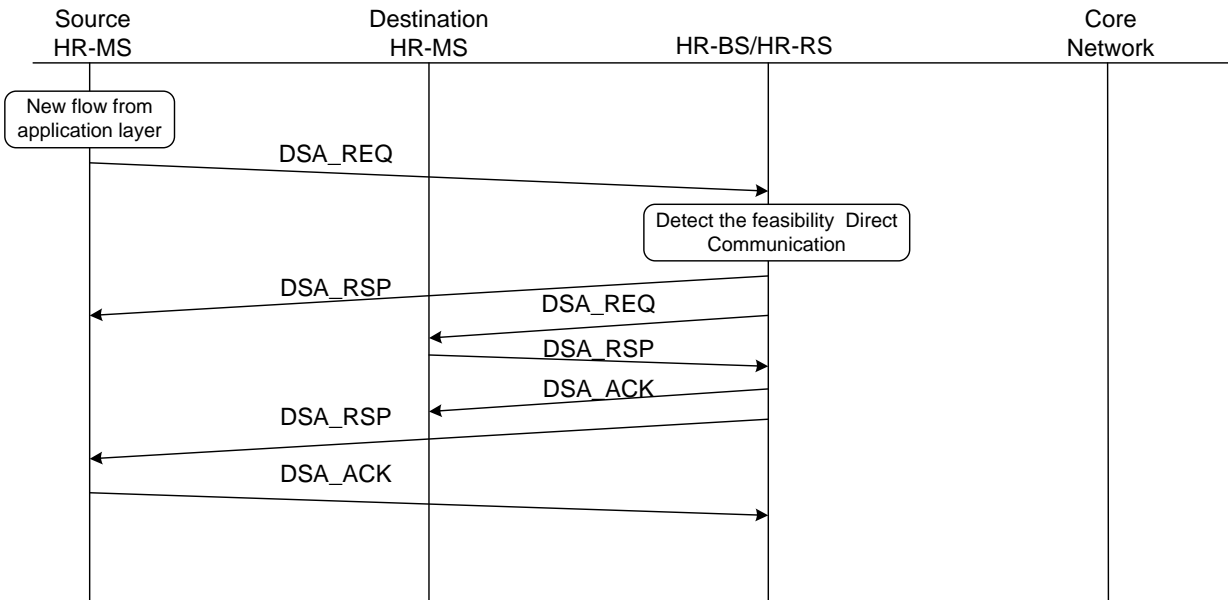 Source
HR-MS
Destination
HR-MS
HR-BS/HR-RS
Core
Network
New flow from
application layer
DSA_REQ
Detect the feasibility  Direct
Communication
DSA_RSP
DSA_REQ
DSA_RSP
DSA_ACK
DSA_RSP
DSA_ACK